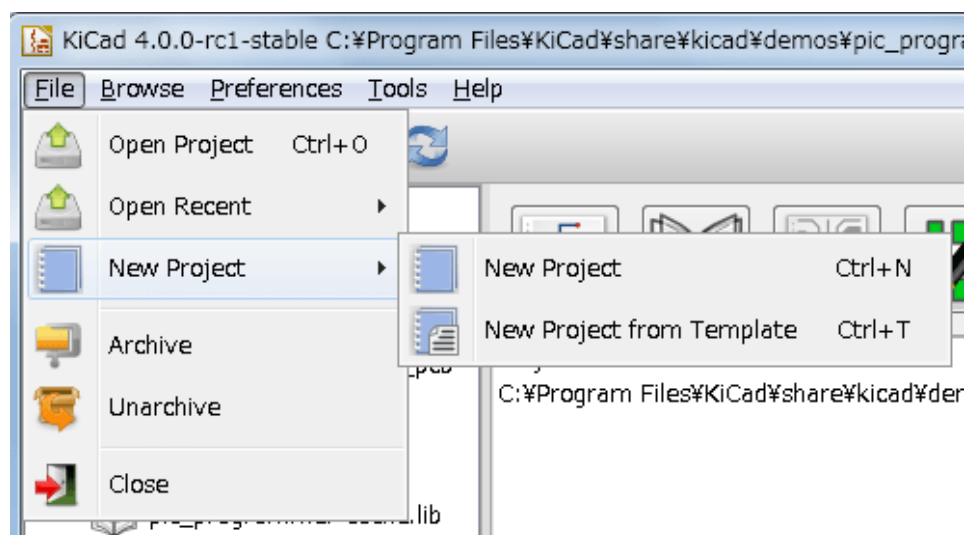 KiCad 4.0.0-rc1-stable C:¥Program Files¥KiCad¥share¥kicad¥demos¥pic_progra
File Browse Preferences Tools Help
Open Project Ctrl+O
Open Recent
New Project
New Project Ctrl+N
New Project from Template Ctrl+T
Archive
Unarchive
Close
_pcb
C:¥Program Files¥KiCad¥share¥kicad¥der
.lib